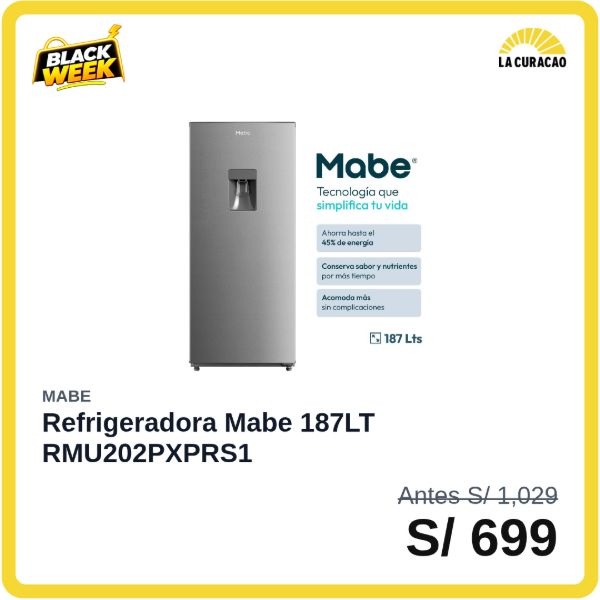 BLACK
WEEK
LA CURACAO
Mabe
Mabe®
Tecnología que
simplifica tu vida
Ahorra hasta el
45% de energía
Conserva sabor y nutrientes
por más tiempo
Acomoda más
sin complicaciones
187 Lts
MABE
Refrigeradora Mabe 187LT
RMU202PXPRS1
Antes S/ 1,029
S/ 699